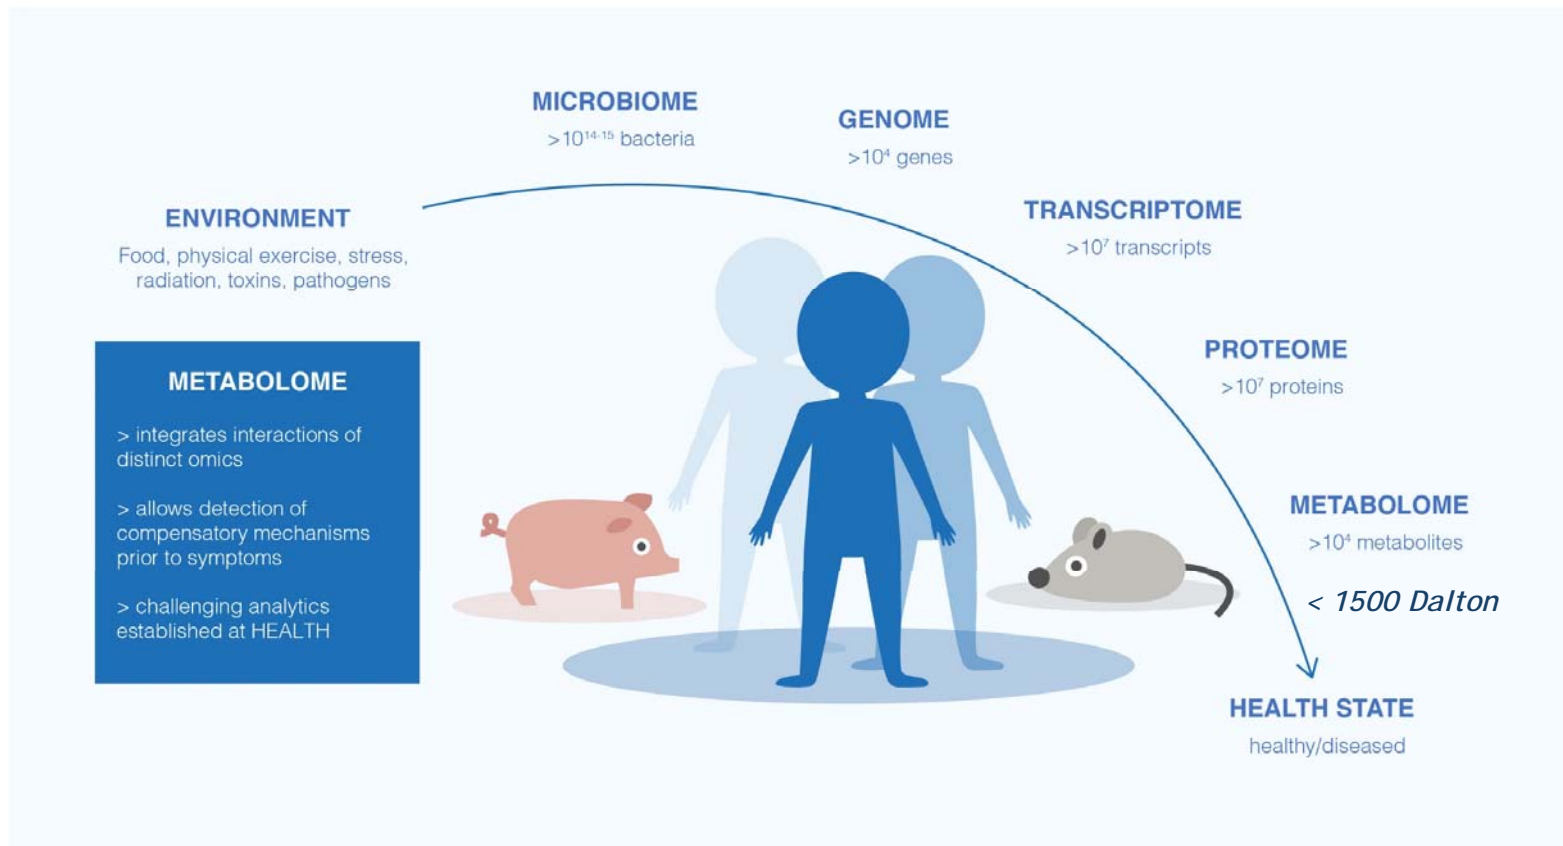 MICROBIOME
>10¹⁴⁻¹⁵ bacteria
GENOME
>10⁴ genes
ENVIRONMENT
Food, physical exercise, stress,
radiation, toxins, pathogens
TRANSCRIPTOME
>10⁷ transcripts
PROTEOME
>10⁷ proteins
METABOLOME
> integrates interactions of
distinct omics
> allows detection of
compensatory mechanisms
prior to symptoms
> challenging analytics
established at HEALTH
METABOLOME
>10⁴ metabolites
< 1500 Dalton
HEALTH STATE
healthy/diseased